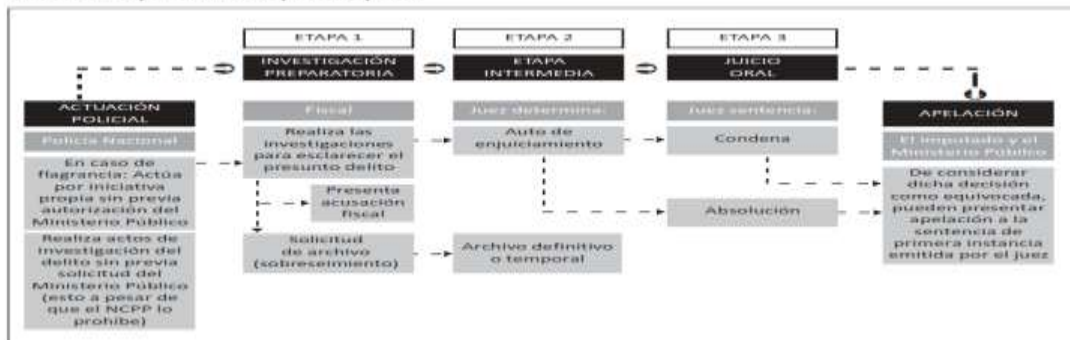 ETAPA 1
ETAPA 2
ETAPA 3
INVESTIGACIÓN
PREPARATORIA
ETAPA
INTERMEDIA
JUICIO
ORAL
ACTUACIÓN
POLICIAL
Policía Nacional
En caso de
flagrancia: Actúa
por iniciativa
propia sin previa
autorización del
Ministerio Público
Realiza actos de
investigación del
delito sin previa
solicitud del
Ministerio Público
(esto a pesar de
que el NCPP lo
prohíbe)
Fiscal
Realiza las
investigaciones
para esclarecer el
presunto delito
Presenta
acusación
fiscal
Solicitud
de archivo
(sobreseimiento)
Juez determina:
Auto de
enjuiciamiento
Archivo definitivo
o temporal
Juez sentencia:
Condena
Absolución
APELACIÓN
El imputado y el
Ministerio Público
De considerar
dicha decisión
como equivocada,
pueden presentar
apelación a la
sentencia de
primera instancia
emitida por el juez